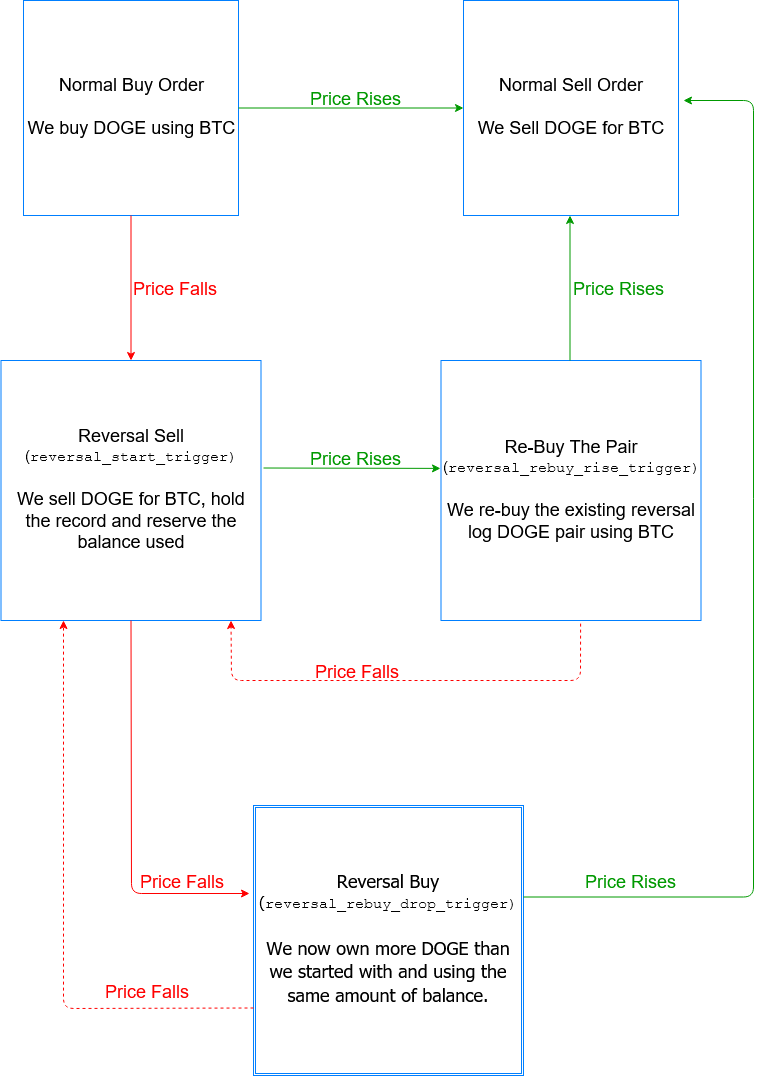 Normal Buy Order
We buy DOGE using BTC
Price Rises
Normal Sell Order
We Sell DOGE for BTC
Price Falls
Price Rises
Reversal Sell
(reversal_start_trigger)
We sell DOGE for BTC, hold
the record and reserve the
balance used
Price Rises
Re-Buy The Pair
(reversal_rebuy_rise_trigger)
We re-buy the existing reversal
log DOGE pair using BTC
Price Falls
Price Falls
Reversal Buy
(reversal_rebuy_drop_trigger)
We now own more DOGE than
we started with and using the
same amount of balance.
Price Rises
Price Falls